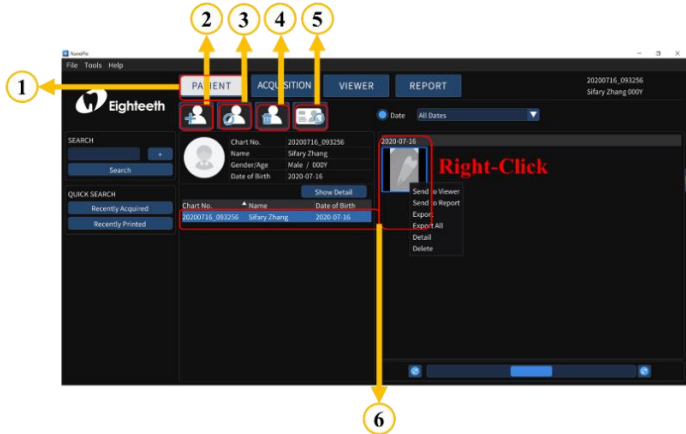 2
3
4
5
1
6
NanoPix
File Tools Help
PATIENT
ACQUISITION
VIEWER
REPORT
20200716_093256
Sifary Zhang 000Y
Eighteeth
Date
All Dates
SEARCH
+
Search
QUICK SEARCH
Recently Acquired
Recently Printed
Chart No. 20200716_093256
Name Sifary Zhang
Gender/Age Male / 000Y
Date of Birth 2020-07-16
Show Detail
Chart No. Name Date of Birth
20200716_093256 Sifary Zhang 2020-07-16
2020-07-16
Right-Click
Send to Viewer
Send to Report
Export
Export All
Detail
Delete